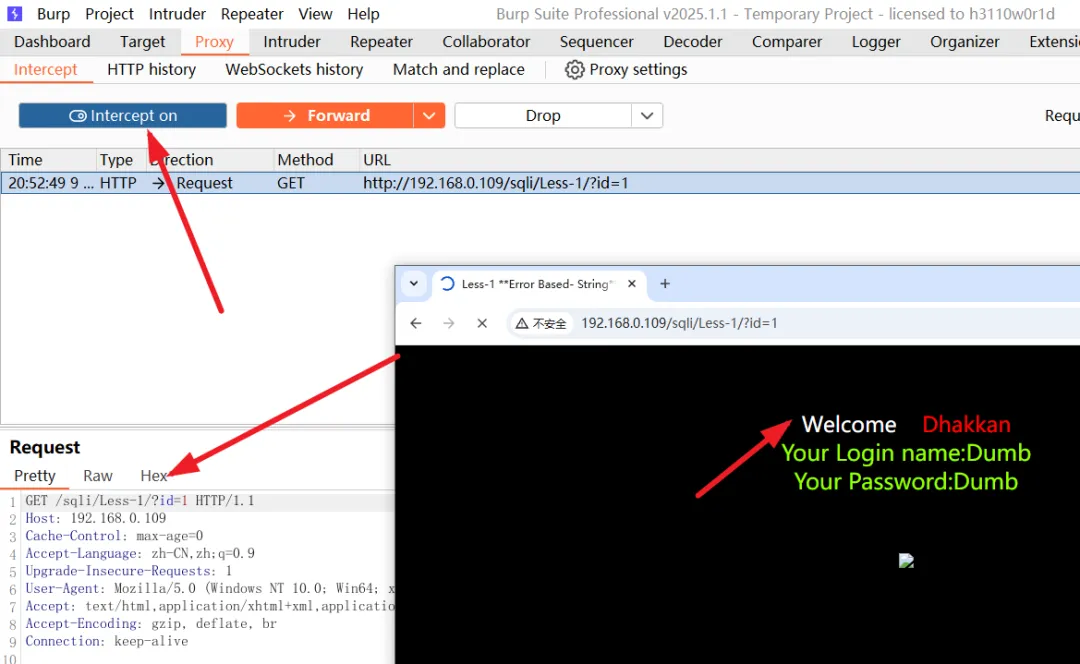 Burp Project Intruder Repeater View Help Burp Suite Professional v2025.1.1 - Temporary Project - licensed to h3110w0r1d
Dashboard Target Proxy Intruder Repeater Collaborator Sequencer Decoder Comparer Logger Organizer Extensi
Intercept HTTP history WebSockets history Match and replace Proxy settings
Intercept on Forward Drop Requ
Time Type Direction Method URL
20:52:49 9 ... HTTP → Request GET http://192.168.0.109/sqli/Less-1/?id=1
Less-1 **Error Based- String*
不安全 192.168.0.109/sqli/Less-1/?id=1
Welcome Dhakkan
Your Login name:Dumb
Your Password:Dumb
Request
Pretty Raw Hex
1 GET /sqli/Less-1/?id=1 HTTP/1.1
2 Host: 192.168.0.109
3 Cache-Control: max-age=0
4 Accept-Language: zh-CN,zh;q=0.9
5 Upgrade-Insecure-Requests: 1
6 User-Agent: Mozilla/5.0 (Windows NT 10.0; Win64; x
7 Accept: text/html,application/xhtml+xml,applicatio
8 Accept-Encoding: gzip, deflate, br
9 Connection: keep-alive
10